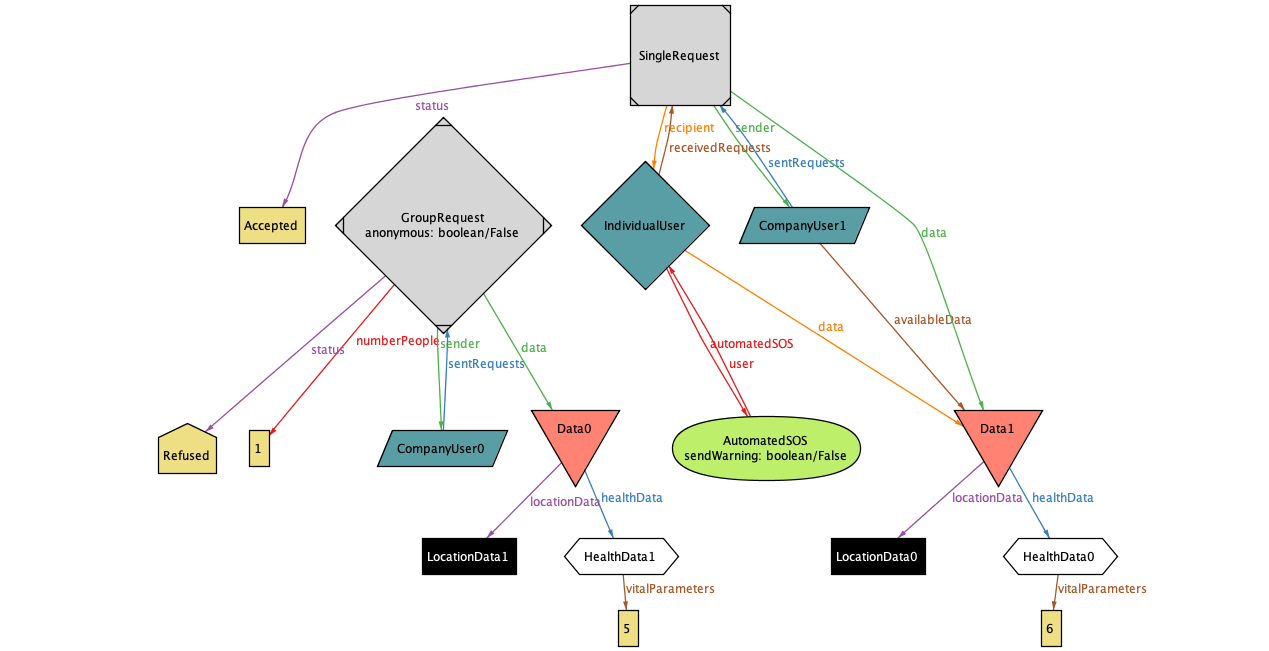 SingleRequest
status
recipient
sender
receivedRequests
sentRequests
Accepted
GroupRequest
anonymous: boolean/False
IndividualUser
CompanyUser1
data
status
numberPeople
sender
sentRequests
data
automatedSOS
user
data
availableData
Refused
1
CompanyUser0
Data0
AutomatedSOS
sendWarning: boolean/False
Data1
locationData
healthData
locationData
healthData
LocationData1
HealthData1
LocationData0
HealthData0
vitalParameters
vitalParameters
5
6